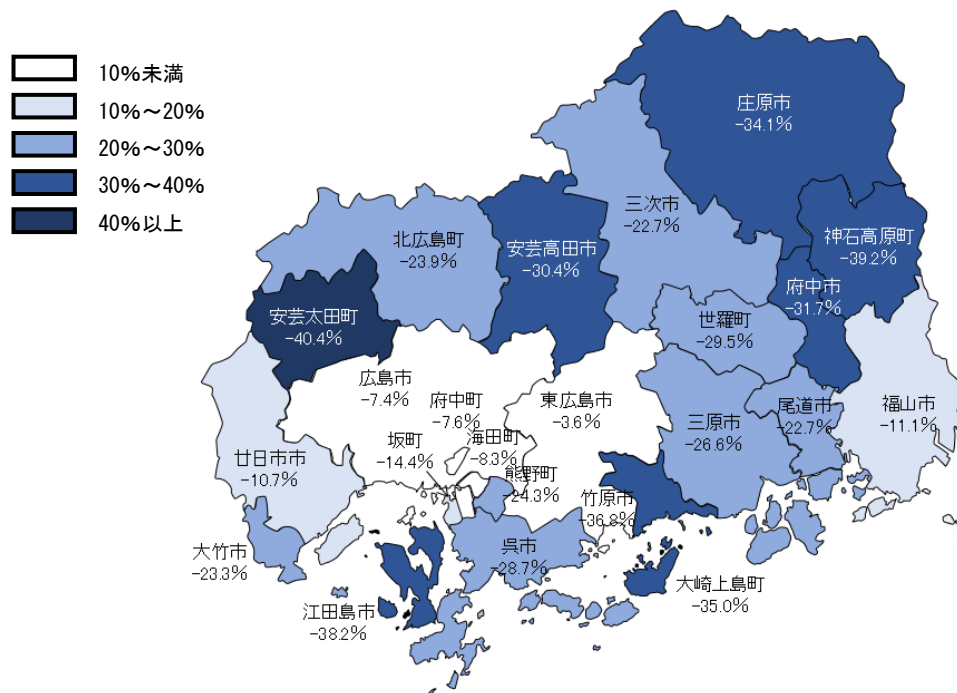 10%未満
10%～20%
20%～30%
30%～40%
40%以上
庄原市
-34.1%
三次市
-22.7%
神石高原町
-39.2%
北広島町
-23.9%
安芸高田市
-30.4%
府中市
-31.7%
安芸太田町
-40.4%
世羅町
-29.5%
広島市
-7.4%
府中町
-7.6%
東広島市
-3.6%
三原市
-26.6%
尾道市
-22.7%
福山市
-11.1%
坂町
-14.4%
海田町
-8.3%
廿日市市
-10.7%
熊野町
-24.3%
竹原市
-36.8%
大竹市
-23.3%
呉市
-28.7%
大崎上島町
-35.0%
江田島市
-38.2%